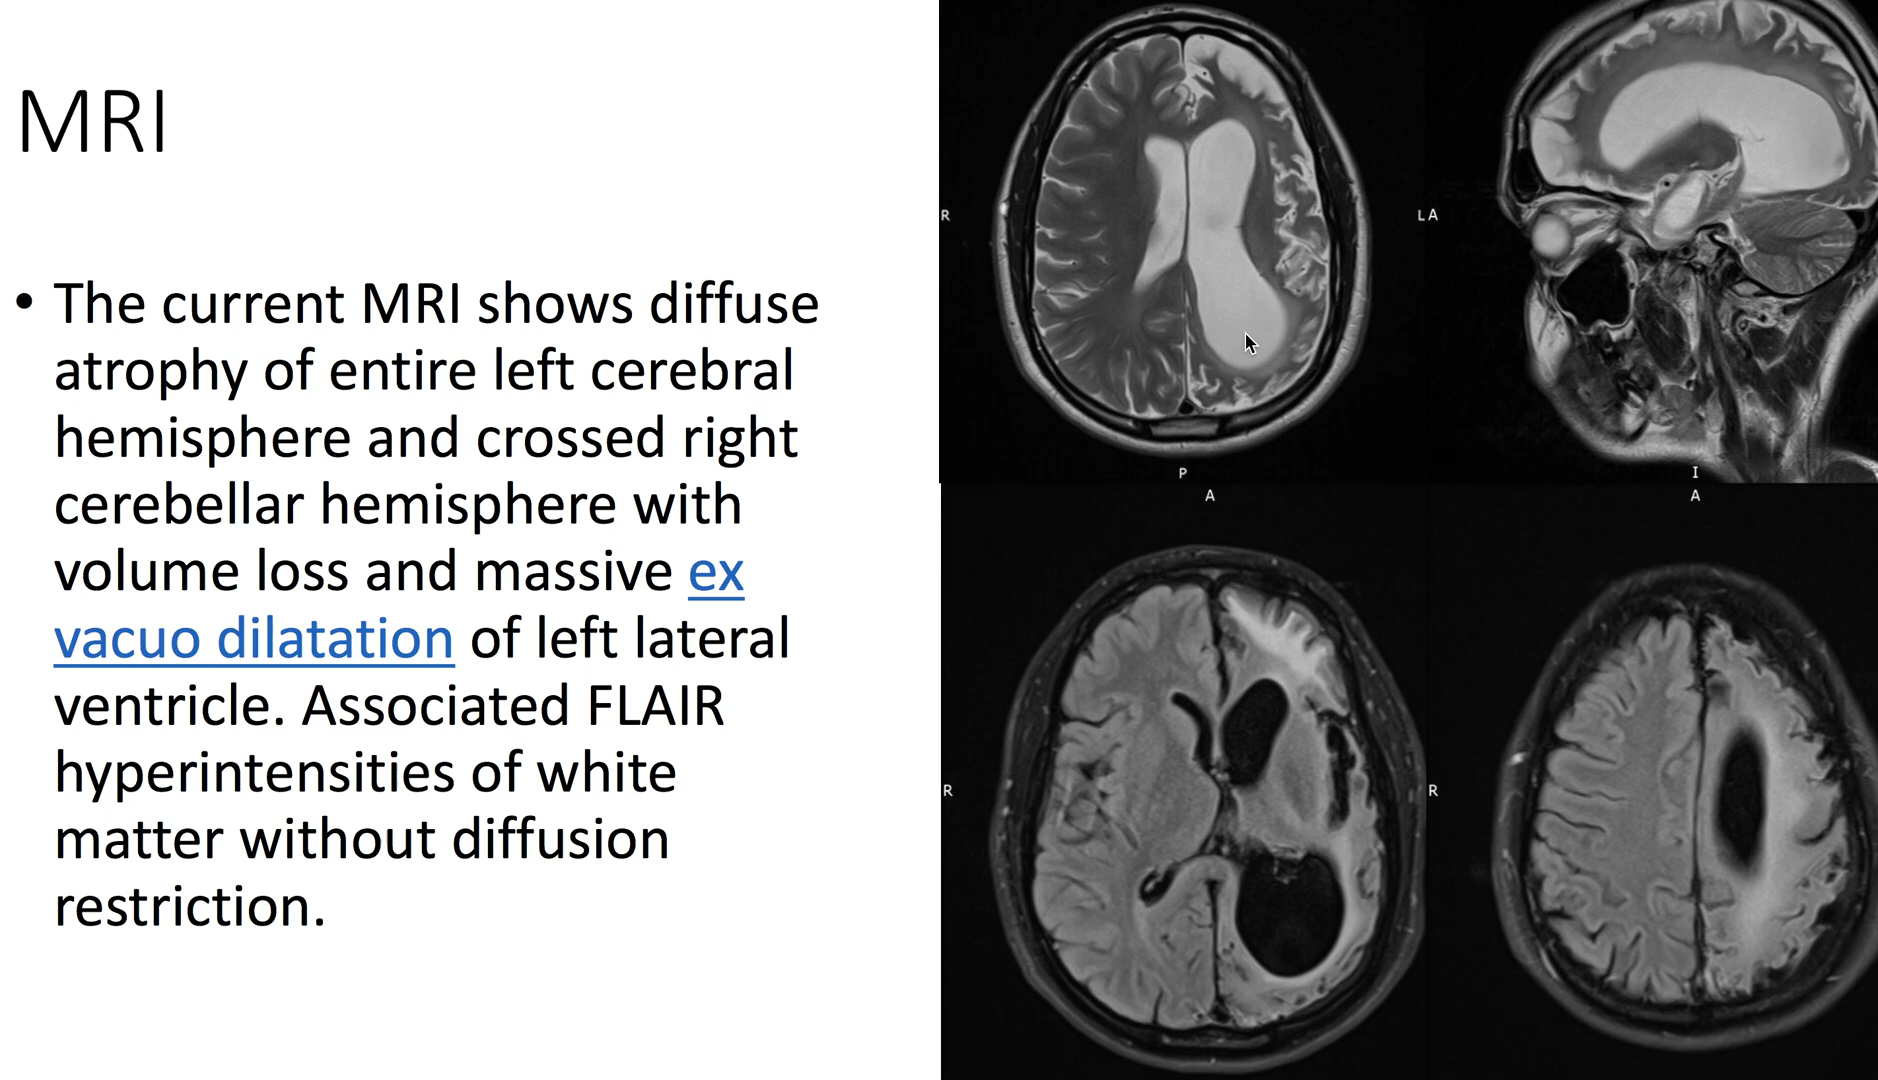 MRI
• The current MRI shows diffuse
atrophy of entire left cerebral
hemisphere and crossed right
cerebellar hemisphere with
volume loss and massive ex
vacuo dilatation of left lateral
ventricle. Associated FLAIR
hyperintensities of white
matter without diffusion
restriction.
R
L A
P
I
A
A
R
R